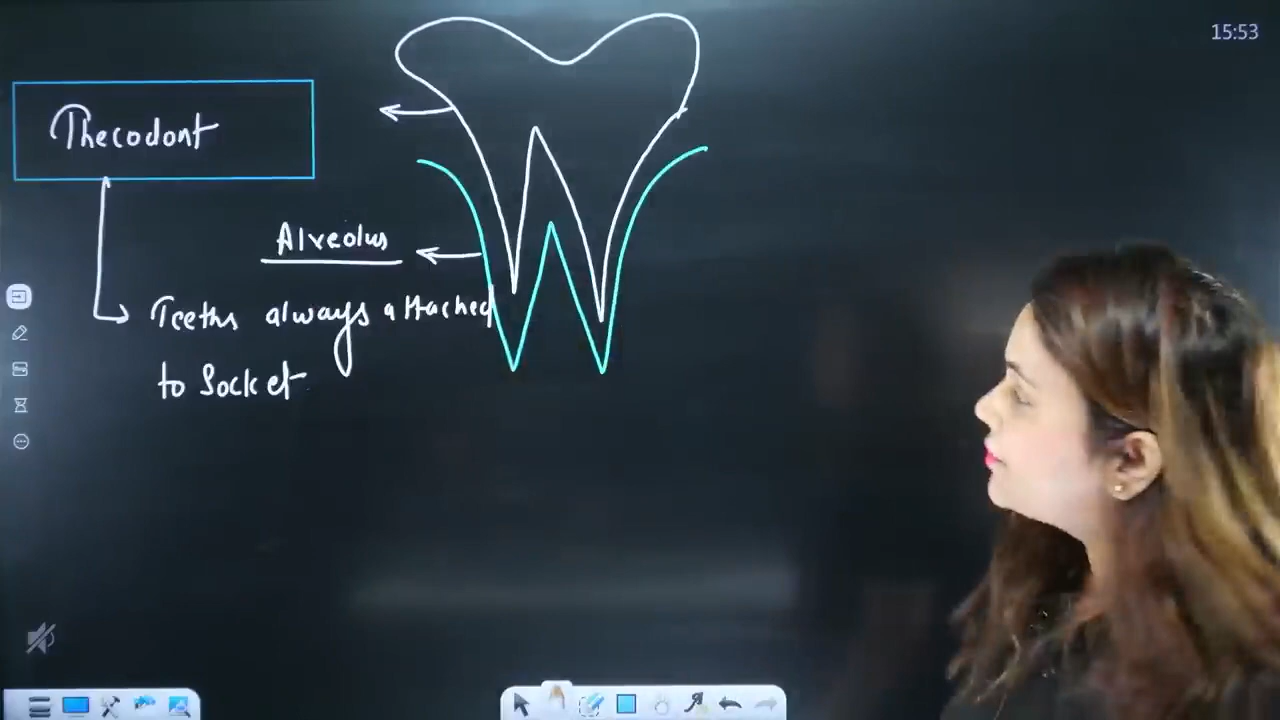 15:53
Thecodont
Alveolus
Teeths always attached
to Socket